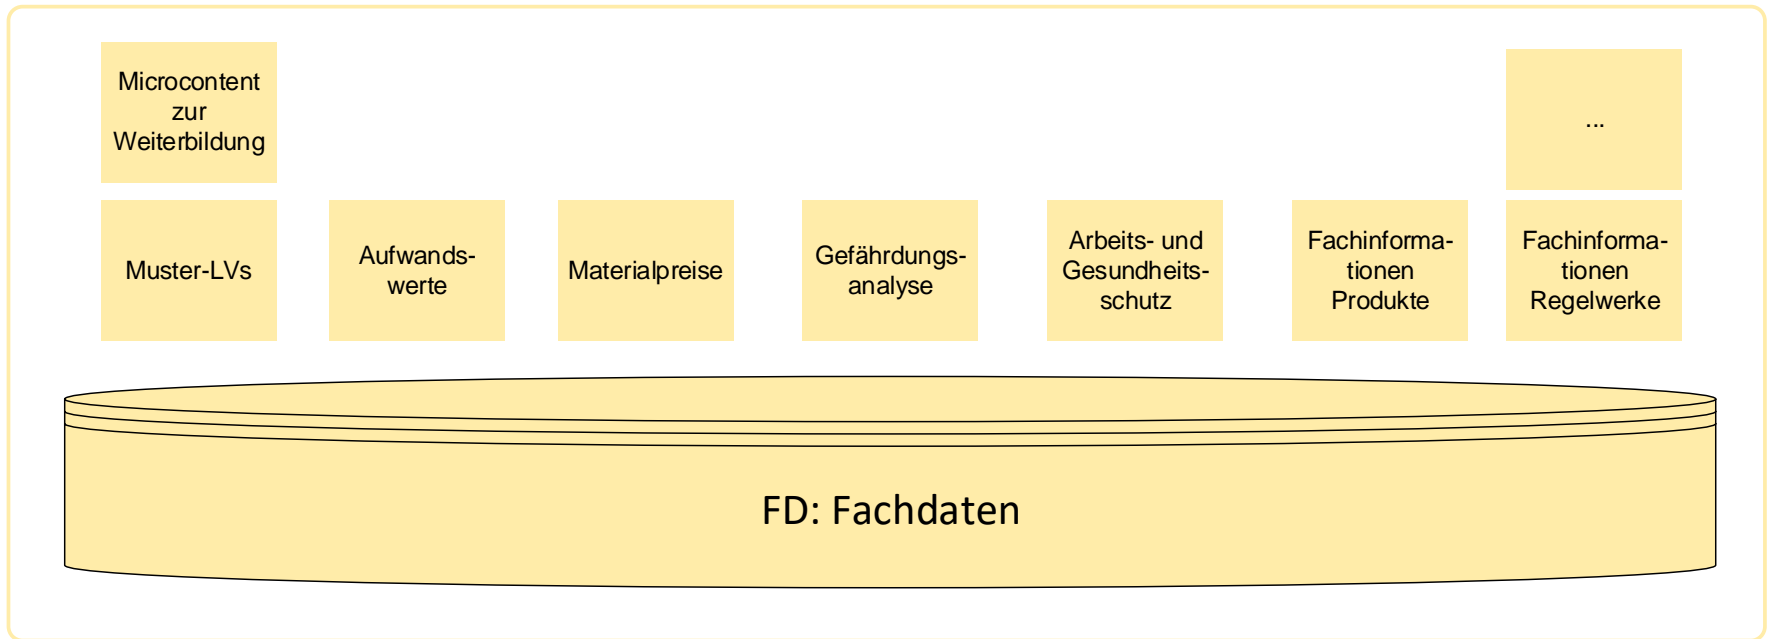 Microcontent
zur
Weiterbildung
...
Muster-LVs
Aufwands-
werte
Materialpreise
Gefährdungs-
analyse
Arbeits- und
Gesundheits-
schutz
Fachinforma-
tionen
Produkte
Fachinforma-
tionen
Regelwerke
FD: Fachdaten